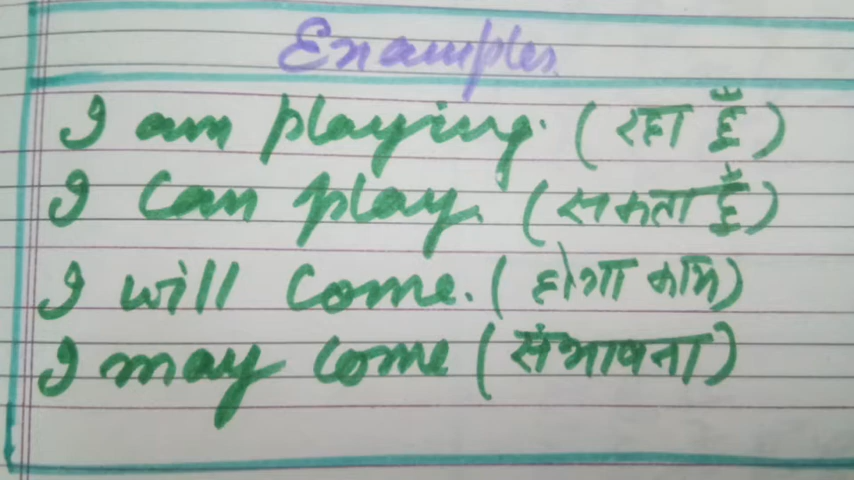 Examples
I am playing. (रहा हूँ)
I can play. (सकता हूँ)
I will come. (होगा
I may come (संभावना)